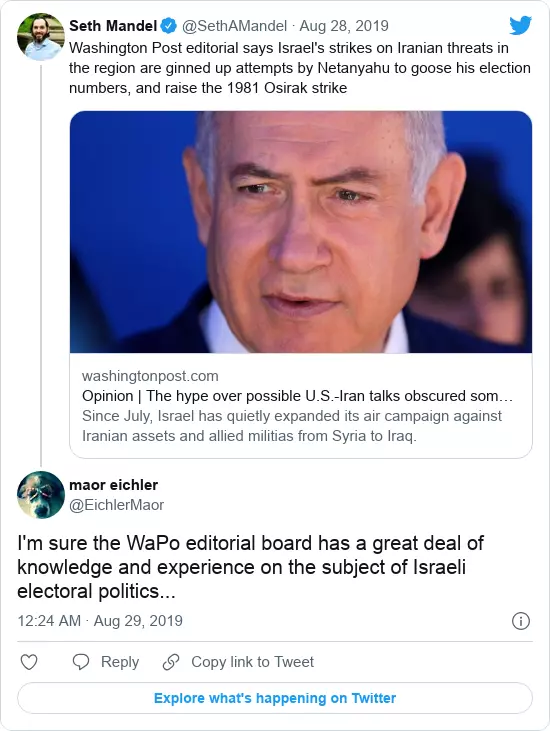 Seth Mandel @SethAMandel · Aug 28, 2019
Washington Post editorial says Israel's strikes on Iranian threats in
the region are ginned up attempts by Netanyahu to goose his election
numbers, and raise the 1981 Osirak strike
washingtonpost.com
Opinion | The hype over possible U.S.-Iran talks obscured som…
Since July, Israel has quietly expanded its air campaign against
Iranian assets and allied militias from Syria to Iraq.
maor eichler
@EichlerMaor
I'm sure the WaPo editorial board has a great deal of
knowledge and experience on the subject of Israeli
electoral politics...
12:24 AM · Aug 29, 2019
Reply Copy link to Tweet
Explore what's happening on Twitter